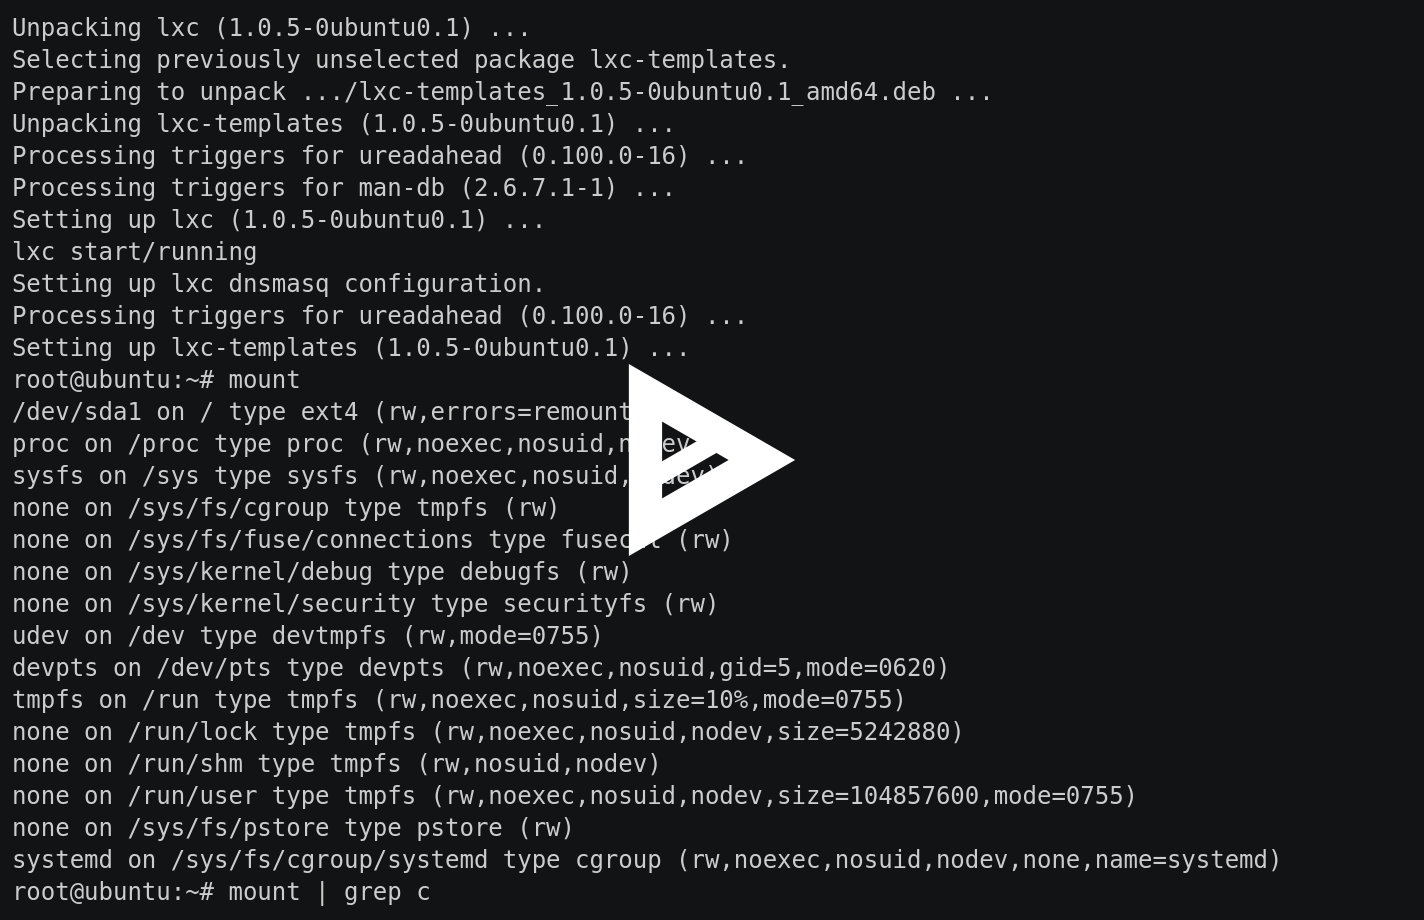 Unpacking lxc (1.0.5-0ubuntu0.1) ...
Selecting previously unselected package lxc-templates.
Preparing to unpack .../lxc-templates_1.0.5-0ubuntu0.1_amd64.deb ...
Unpacking lxc-templates (1.0.5-0ubuntu0.1) ...
Processing triggers for ureadahead (0.100.0-16) ...
Processing triggers for man-db (2.6.7.1-1) ...
Setting up lxc (1.0.5-0ubuntu0.1) ...
lxc start/running
Setting up lxc dnsmasq configuration.
Processing triggers for ureadahead (0.100.0-16) ...
Setting up lxc-templates (1.0.5-0ubuntu0.1) ...
root@ubuntu:~# mount
/dev/sda1 on / type ext4 (rw,errors=remount
proc on /proc type proc (rw,noexec,nosuid,
sysfs on /sys type sysfs (rw,noexec,nosuid,
none on /sys/fs/cgroup type tmpfs (rw)
none on /sys/fs/fuse/connections type (rw)
none on /sys/kernel/debug type debugfs (rw)
none on /sys/kernel/security type securityfs (rw)
udev on /dev type devtmpfs (rw,mode=0755)
devpts on /dev/pts type devpts (rw,noexec,nosuid,gid=5,mode=0620)
tmpfs on /run type tmpfs (rw,noexec,nosuid,size=10%,mode=0755)
none on /run/lock type tmpfs (rw,noexec,nosuid,nodev,size=5242880)
none on /run/shm type tmpfs (rw,nosuid,nodev)
none on /run/user type tmpfs (rw,noexec,nosuid,nodev,size=104857600,mode=0755)
none on /sys/fs/pstore type pstore (rw)
systemd on /sys/fs/cgroup/systemd type cgroup (rw,noexec,nosuid,nodev,none,name=systemd)
root@ubuntu:~# mount | grep c